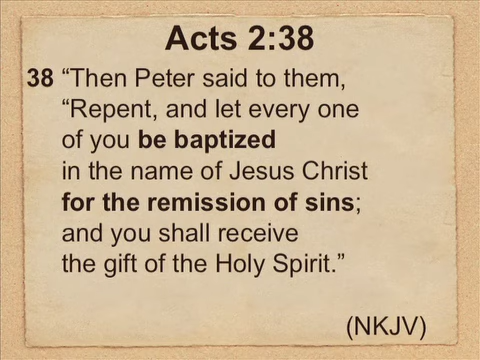 Acts 2:38
38 “Then Peter said to them,
“Repent, and let every one
of you be baptized
in the name of Jesus Christ
for the remission of sins;
and you shall receive
the gift of the Holy Spirit.”
(NKJV)